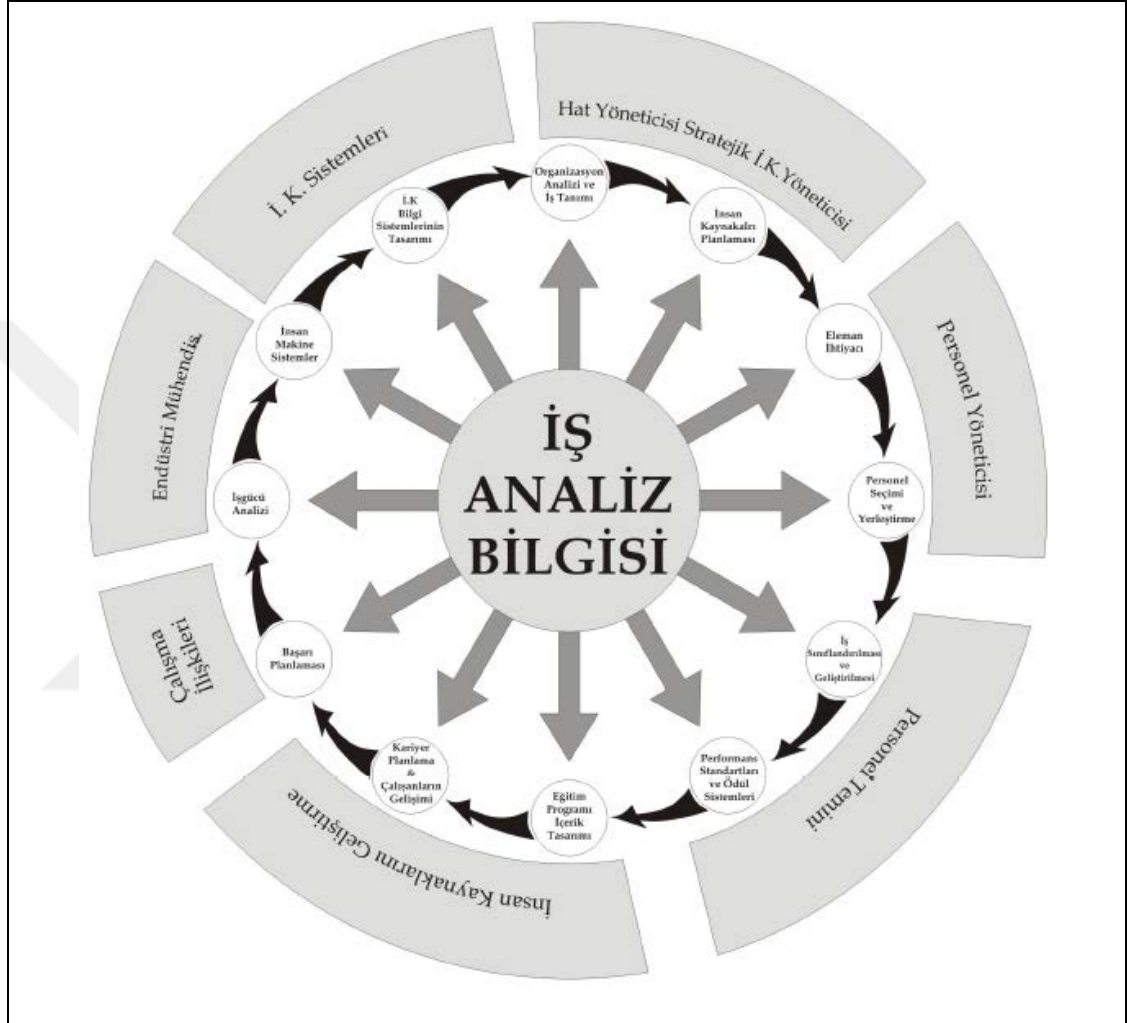 Hat Yöneticisi Stratejik İ.K.Yöneticisi
Personel Yöneticisi
Personel Temini
İnsan Kaynaklarını Geliştirme
Çalışma
İlişkileri
Endüstri Mühendis.
İ. K. Sistemleri
Organizasyon
Analizi ve
İş Tanımı
İnsan
Kaynakalrı
Planlaması
Eleman
İhtiyacı
Personel
Seçimi
ve
Yerleştirme
İş
Sınıflandırılması
ve
Geliştirilmesi
Performans
Standartları
ve Ödül
Sistemleri
Eğitim
Programı
İçerik
Tasarımı
Kariyer
Planlama
&
Çalışanların
Gelişimi
Başarı
Planlaması
İşgücü
Analizi
İnsan
Makine
Sistemler
İ.K
Bilgi
Sistemlerinin
Tasarımı
İŞ
ANALİZ
BİLGİSİ